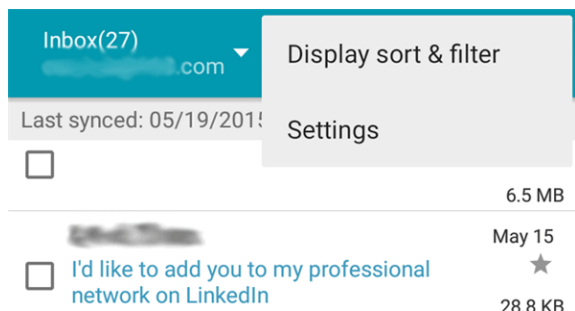 Inbox(27)
.com
Display sort & filter
Last synced: 05/19/2015
Settings
6.5 MB
May 15
I'd like to add you to my professional
network on LinkedIn
28.8 KB